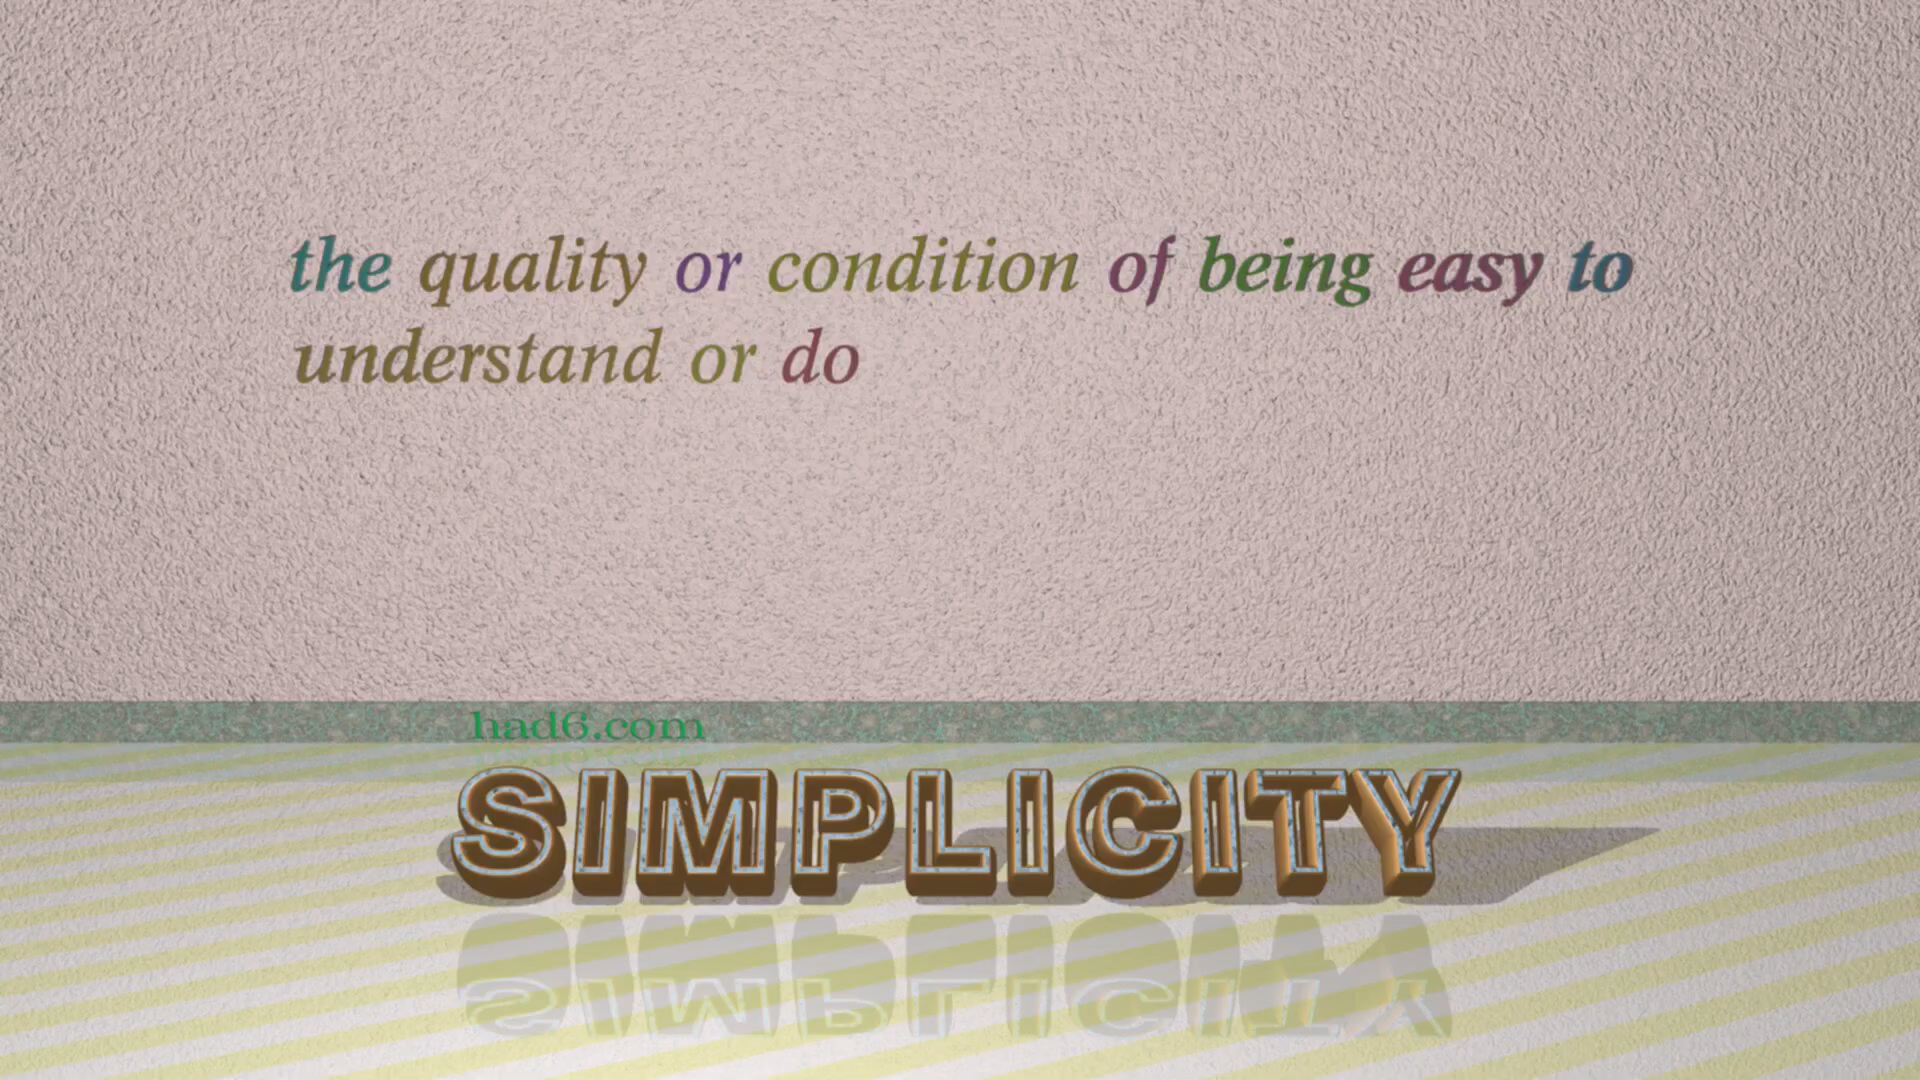 the quality or condition of being easy to
understand or do
had6.com
SIMPLICITY